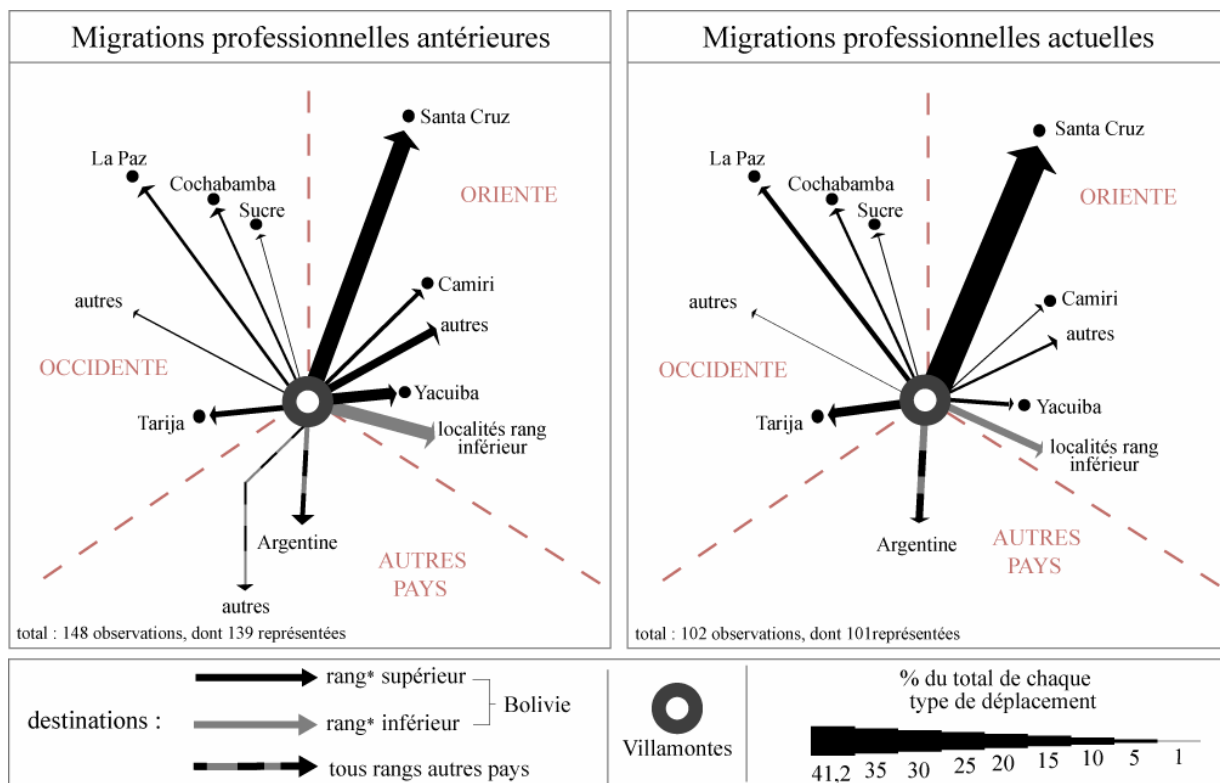 Migrations professionnelles antérieures
Santa Cruz
La Paz
Cochabamba
Sucre
ORIENTE
Camiri
autres
autres
OCCIDENTE
Yacuiba
Tarija
localités rang
inférieur
Argentine
AUTRES
PAYS
autres
total : 148 observations, dont 139 représentées
Migrations professionnelles actuelles
Santa Cruz
La Paz
Cochabamba
Sucre
ORIENTE
Camiri
autres
autres
OCCIDENTE
Yacuiba
Tarija
localités rang
inférieur
Argentine
AUTRES
PAYS
total : 102 observations, dont 101représentées
destinations :
rang* supérieur
rang* inférieur
Bolivie
tous rangs autres pays
Villamontes
% du total de chaque
type de déplacement
41,2 35 30 25 20 15 10 5 1